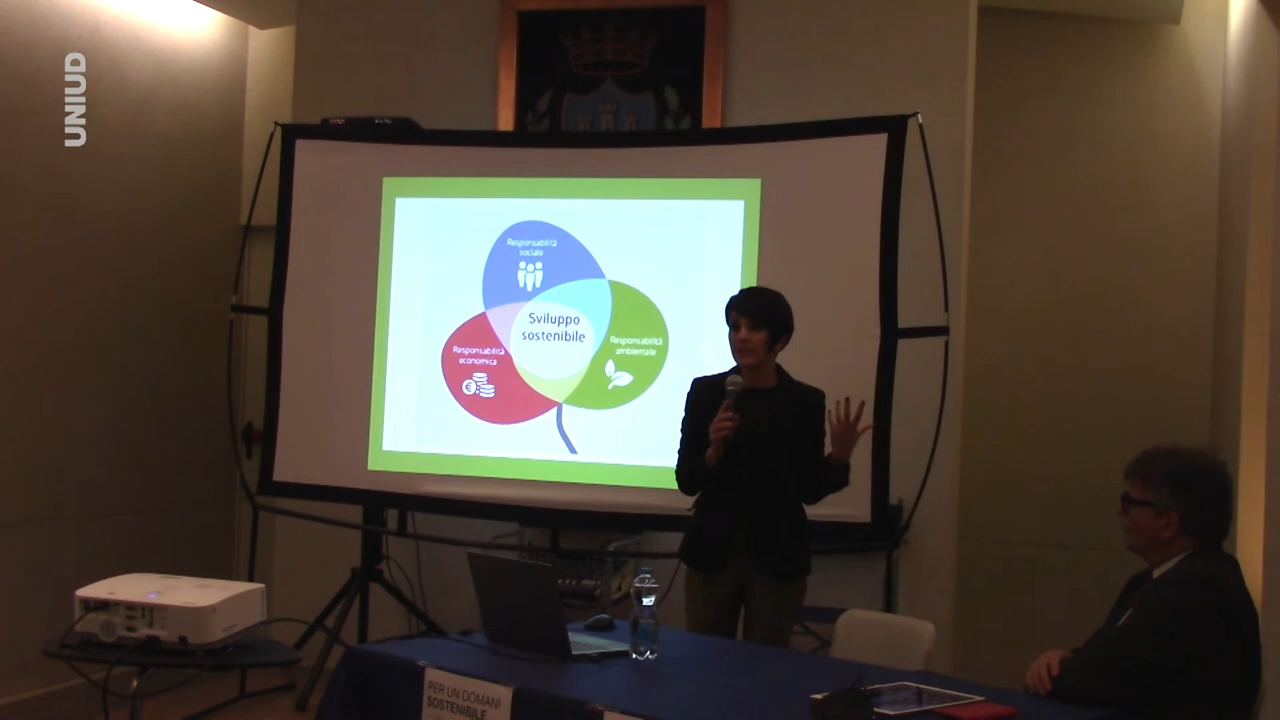 UNIUD
Responsabilità
sociale
Sviluppo
sostenibile
Responsabilità
economica
Responsabilità
ambientale
PER UN DOMANI
SOSTENIBILE